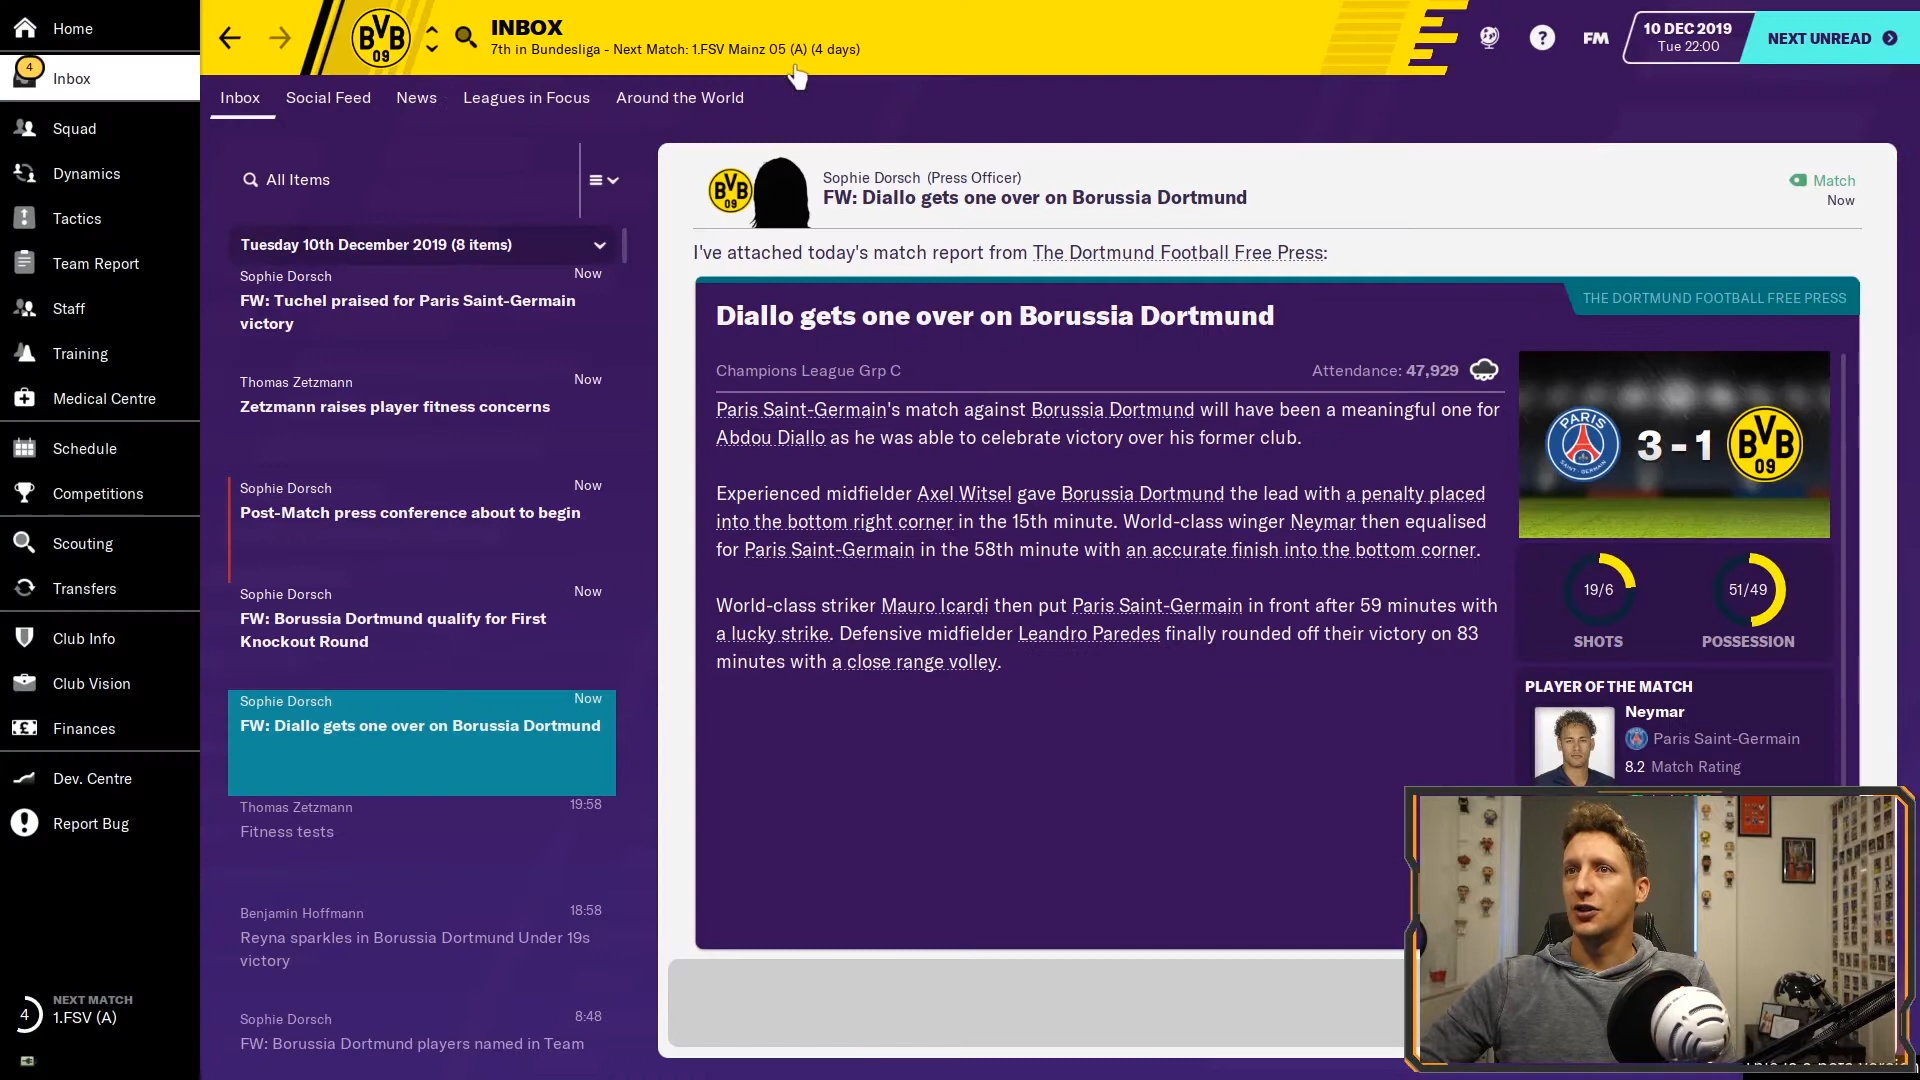 Home
4
Inbox
Squad
Dynamics
Tactics
Team Report
Staff
Training
Medical Centre
Schedule
Competitions
Scouting
Transfers
Club Info
Club Vision
Finances
Dev. Centre
Report Bug
4
NEXT MATCH
1.FSV (A)
BVB
09
INBOX
7th in Bundesliga - Next Match: 1.FSV Mainz 05 (A) (4 days)
?
FM
10 DEC 2019
Tue 22:00
NEXT UNREAD
Inbox
Social Feed
News
Leagues in Focus
Around the World
All Items
Tuesday 10th December 2019 (8 items)
Sophie Dorsch
Now
FW: Tuchel praised for Paris Saint-Germain
victory
Thomas Zetzmann
Now
Zetzmann raises player fitness concerns
Sophie Dorsch
Now
Post-Match press conference about to begin
Sophie Dorsch
Now
FW: Borussia Dortmund qualify for First
Knockout Round
Sophie Dorsch
Now
FW: Diallo gets one over on Borussia Dortmund
Thomas Zetzmann
19:58
Fitness tests
Benjamin Hoffmann
18:58
Reyna sparkles in Borussia Dortmund Under 19s
victory
Sophie Dorsch
8:48
FW: Borussia Dortmund players named in Team
BVB
09
Sophie Dorsch (Press Officer)
FW: Diallo gets one over on Borussia Dortmund
Match
Now
I've attached today's match report from The Dortmund Football Free Press:
THE DORTMUND FOOTBALL FREE PRESS
Diallo gets one over on Borussia Dortmund
Champions League Grp C
Attendance: 47,929
Paris Saint-Germain's match against Borussia Dortmund will have been a meaningful one for
Abdou Diallo as he was able to celebrate victory over his former club.
Experienced midfielder Axel Witsel gave Borussia Dortmund the lead with a penalty placed
into the bottom right corner in the 15th minute. World-class winger Neymar then equalised
for Paris Saint-Germain in the 58th minute with an accurate finish into the bottom corner.
World-class striker Mauro Icardi then put Paris Saint-Germain in front after 59 minutes with
a lucky strike. Defensive midfielder Leandro Paredes finally rounded off their victory on 83
minutes with a close range volley.
PARIS
SAINT-GERMAIN
3 - 1
BVB
09
19/6
SHOTS
51/49
POSSESSION
PLAYER OF THE MATCH
Neymar
Paris Saint-Germain
8.2 Match Rating